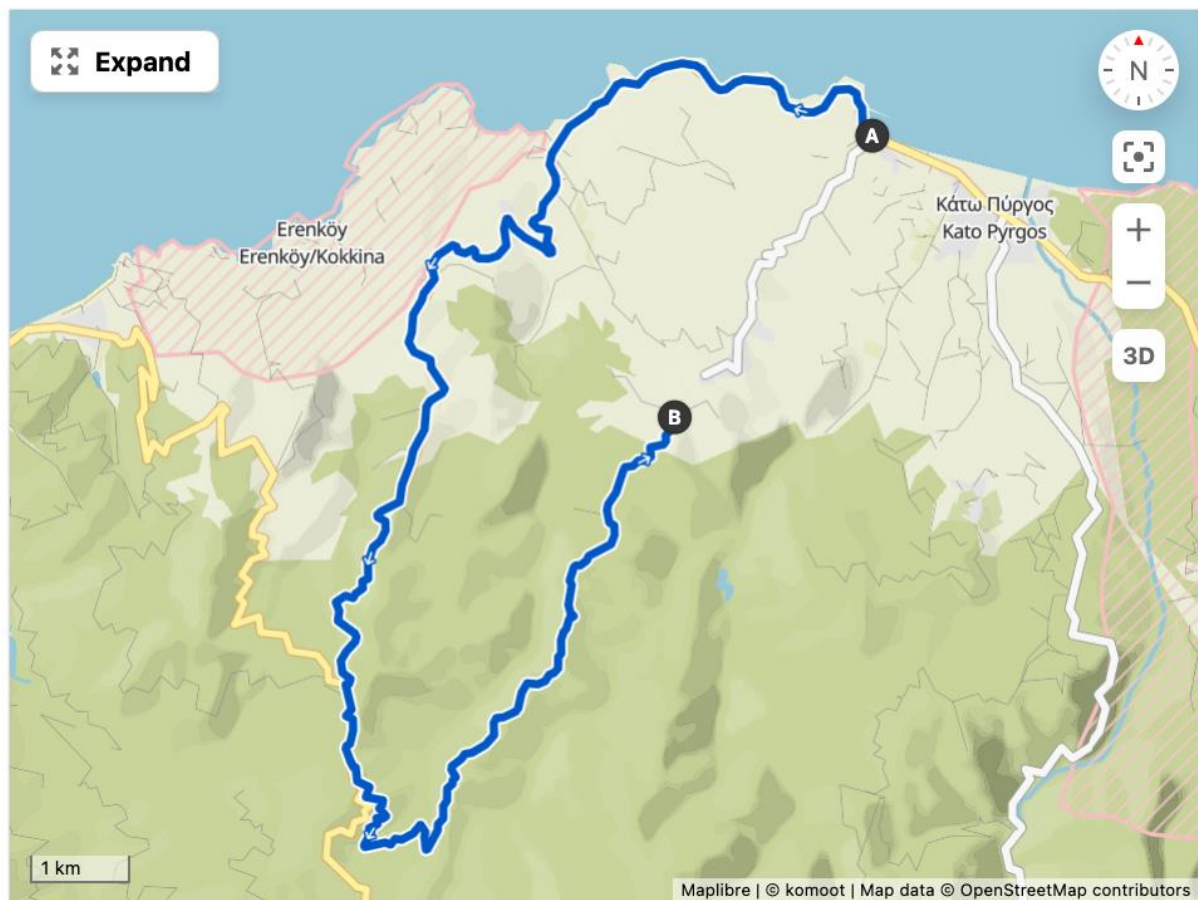 Expand
N
A
Κάτω Πύργος
Kato Pyrgos
Erenköy
Erenköy/Kokkina
+
−
3D
B
1 km
Maplibre | © komoot | Map data © OpenStreetMap contributors